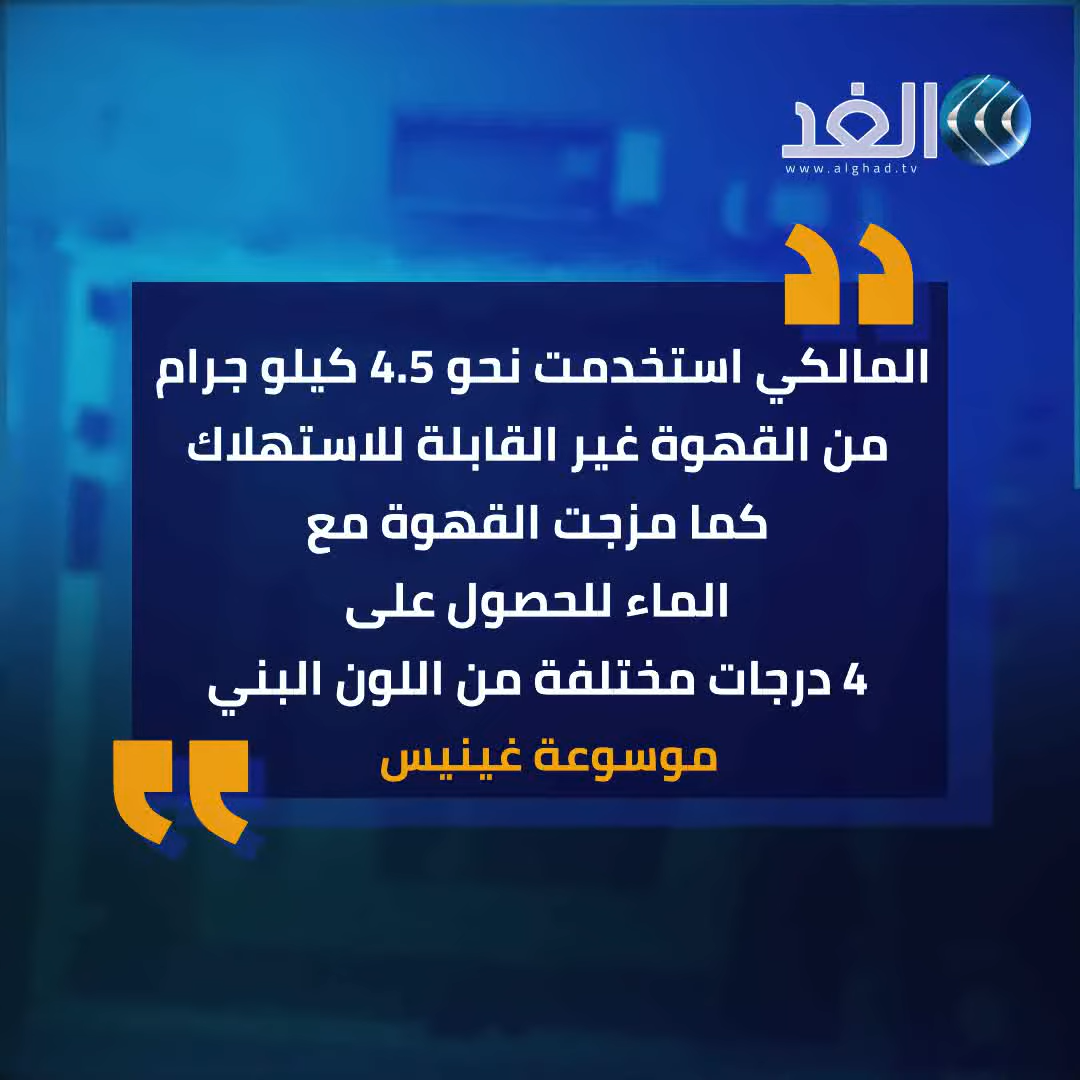 الغد
www.alghad.tv
المالكي استخدمت نحو 4.5 كيلو جرام
من القهوة غير القابلة للاستهلاك
كما مزجت القهوة مع
الماء للحصول على
4 درجات مختلفة من اللون البني
موسوعة غينيس